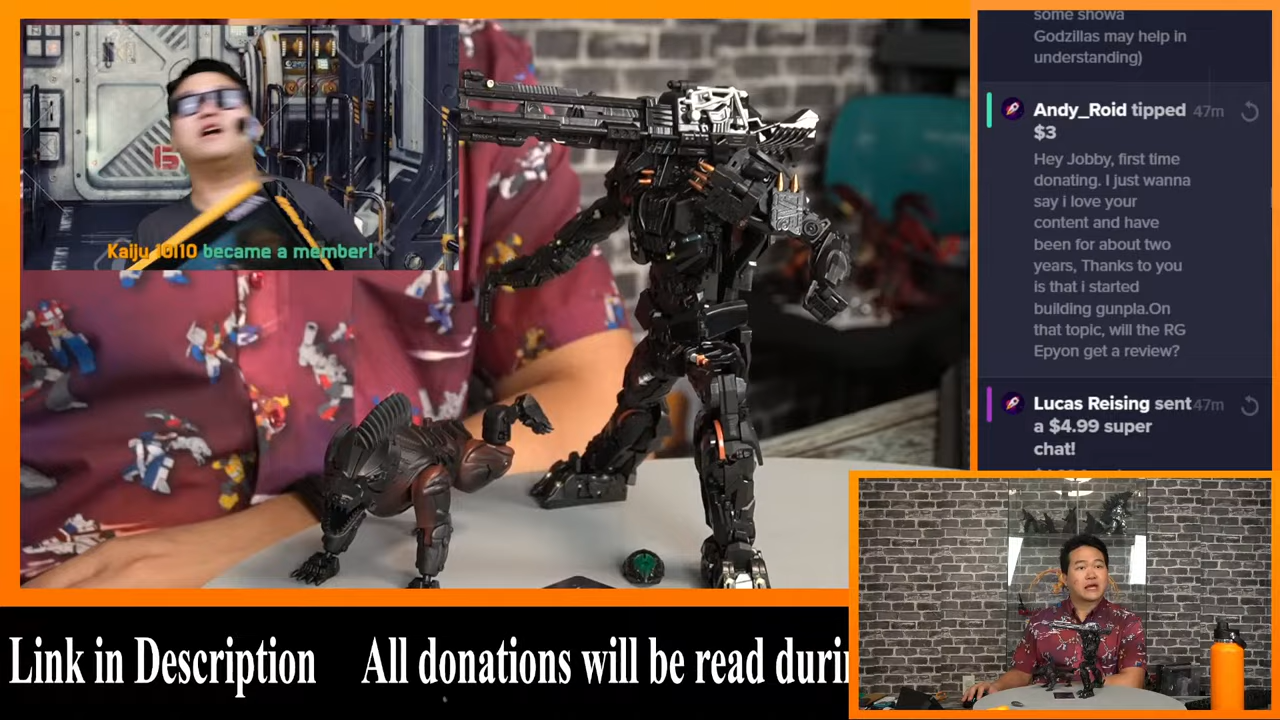 Kaiju 10110 became a member!
some showa
Godzillas may help in
understanding)
Andy_Roid tipped 47m
$3
Hey Jobby, first time
donating. I just wanna
say i love your
content and have
been for about two
years, Thanks to you
is that i started
building gunpla.On
that topic, will the RG
Epyon get a review?
Lucas Reising sent 47m
a $4.99 super
chat!
Link in Description All donations will be read durin